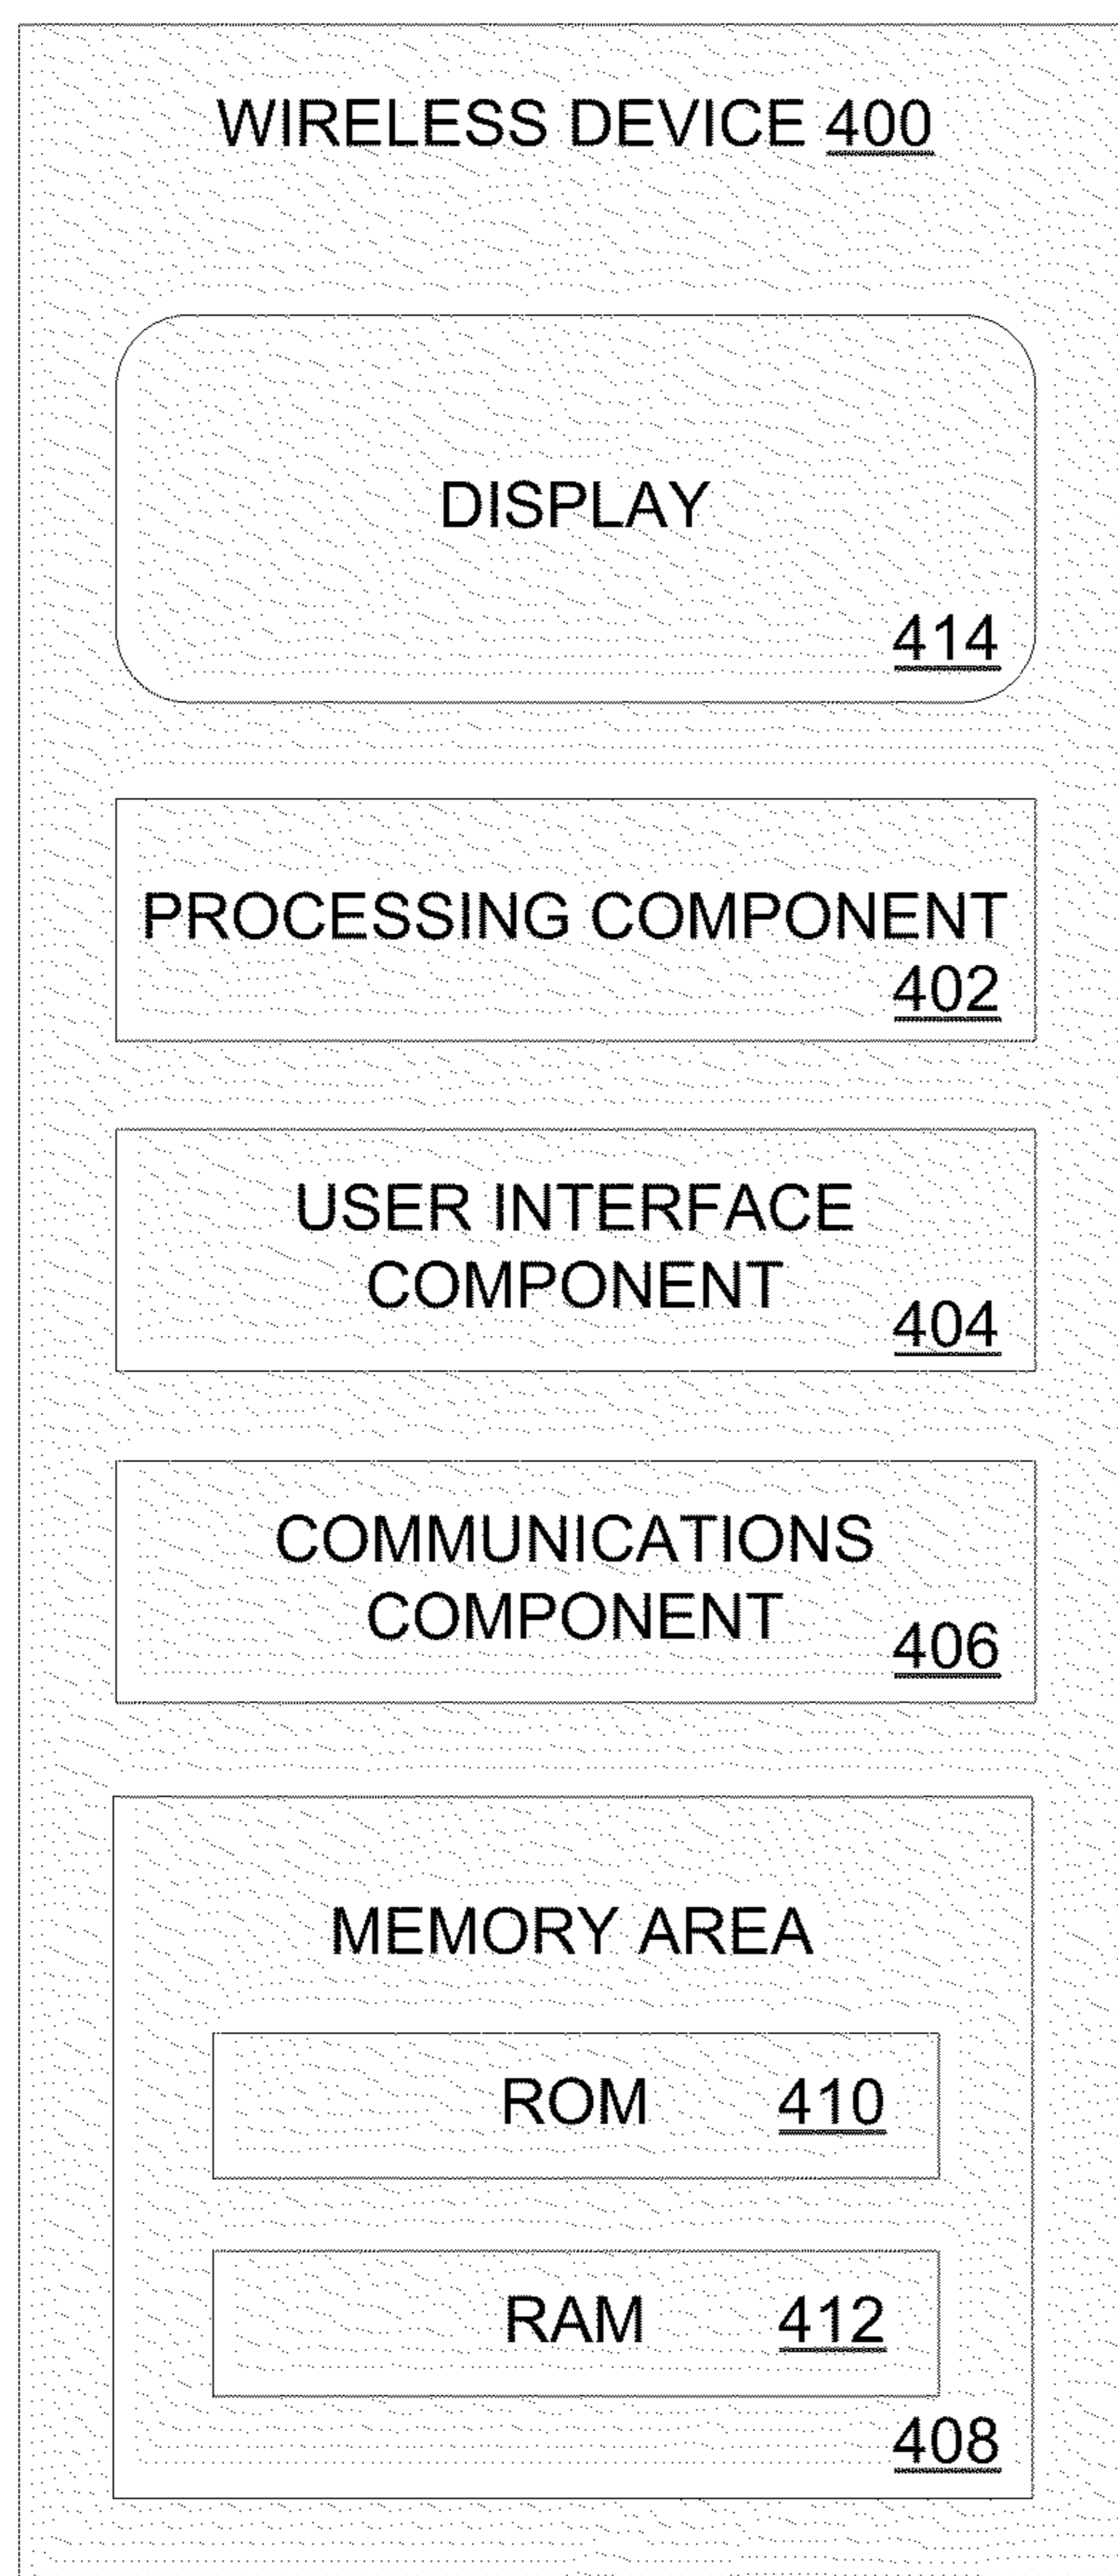 WIRELESS DEVICE 400
DISPLAY
414
PROCESSING COMPONENT
402
USER INTERFACE
COMPONENT
404
COMMUNICATIONS
COMPONENT
406
MEMORY AREA
ROM 410
RAM 412
408